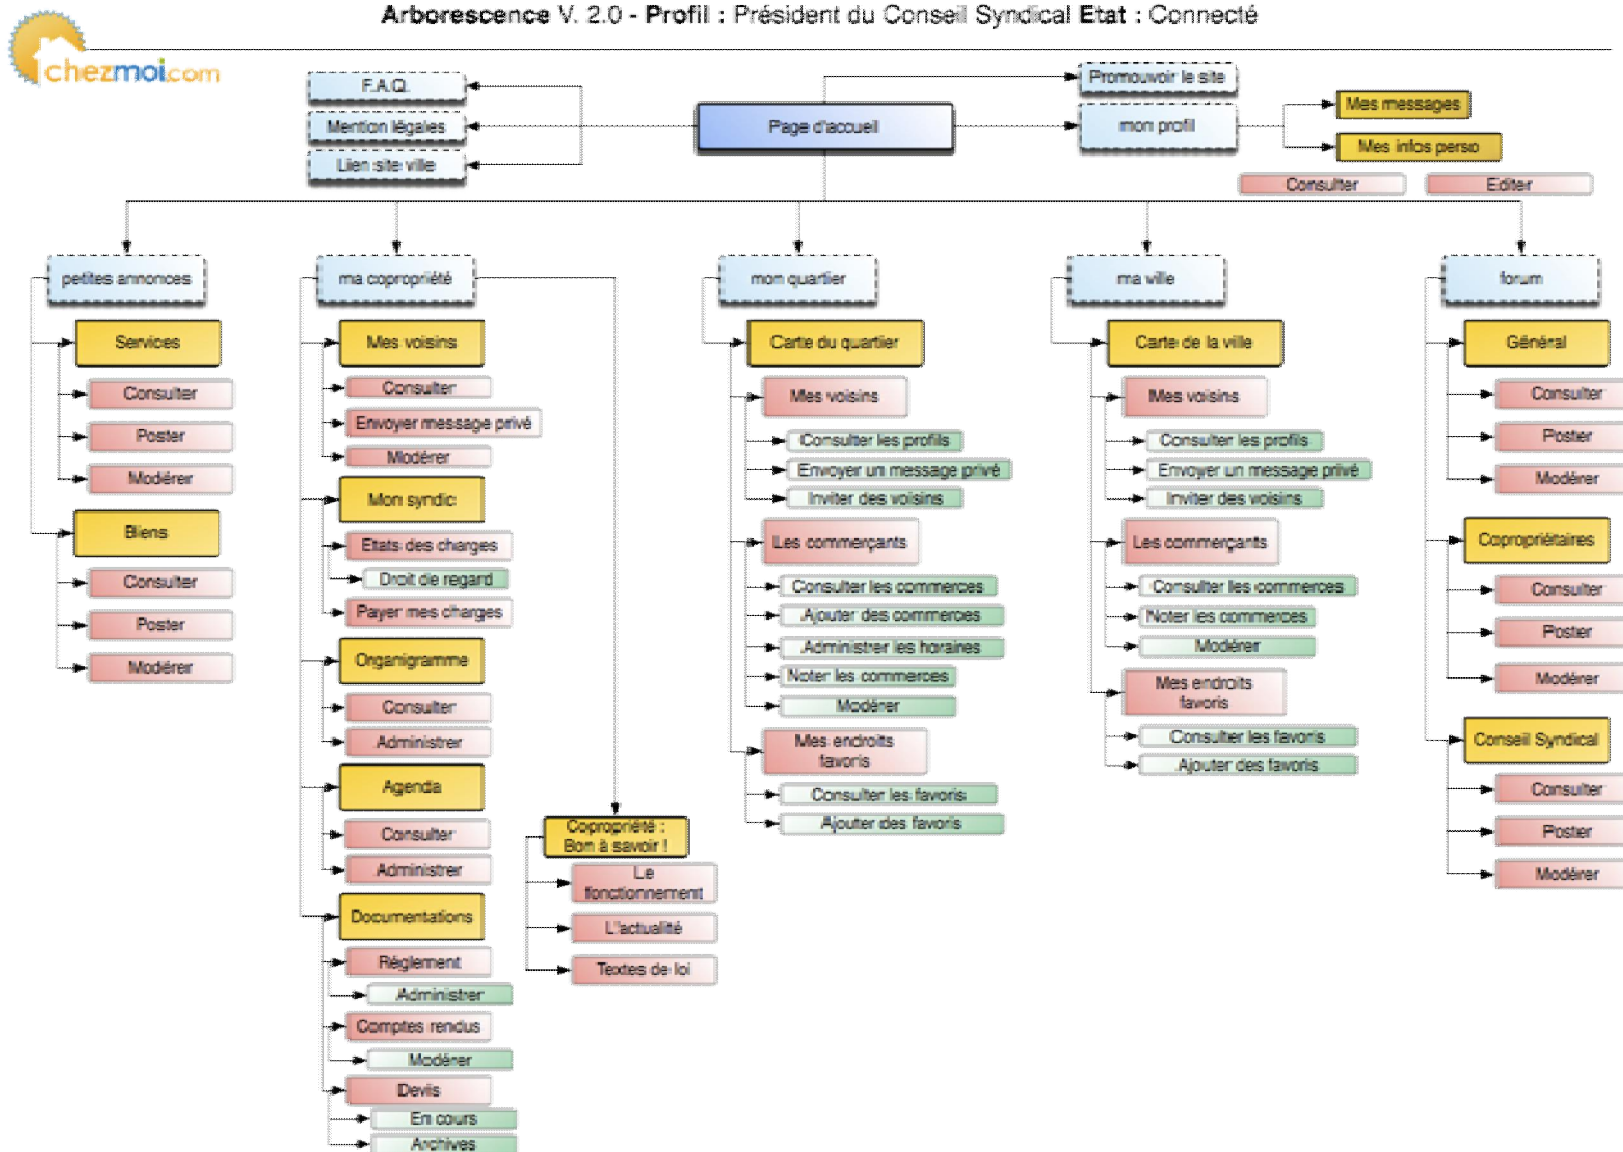 Arborescence V. 2.0 - Profil : Président du Conseil Syndical Etat : Connecté
chezmoi.com
F.A.Q.
Mention légales
Lien site ville
Page d'accueil
Promouvoir le site
mon profil
Mes messages
Mes infos perso
Consulter
Editer
petites annonces
Services
Consulter
Poster
Modérer
Biens
Consulter
Poster
Modérer
ma copropriété
Mes voisins
Consulter
Envoyer message privé
Modérer
Mon syndic
Etats des charges
Droit de regard
Payer mes charges
Organigramme
Consulter
Administrer
Agenda
Consulter
Administrer
Documentations
Règlement
Administrer
Comptes rendus
Modérer
Devis
En cours
Archives
Copropriété :
Bon à savoir !
Le
fonctionnement
L'actualité
Textes de loi
mon quartier
Carte du quartier
Mes voisins
Consulter les profils
Envoyer un message privé
Inviter des voisins
Les commerçants
Consulter les commerces
Ajouter des commerces
Administrer les horaires
Noter les commerces
Modérer
Mes endroits
favoris
Consulter les favoris
Ajouter des favoris
ma ville
Carte de la ville
Mes voisins
Consulter les profils
Envoyer un message privé
Inviter des voisins
Les commerçants
Consulter les commerces
Noter les commerces
Modérer
Mes endroits
favoris
Consulter les favoris
Ajouter des favoris
forum
Général
Consulter
Poster
Modérer
Copropriétaires
Consulter
Poster
Modérer
Conseil Syndical
Consulter
Poster
Modérer